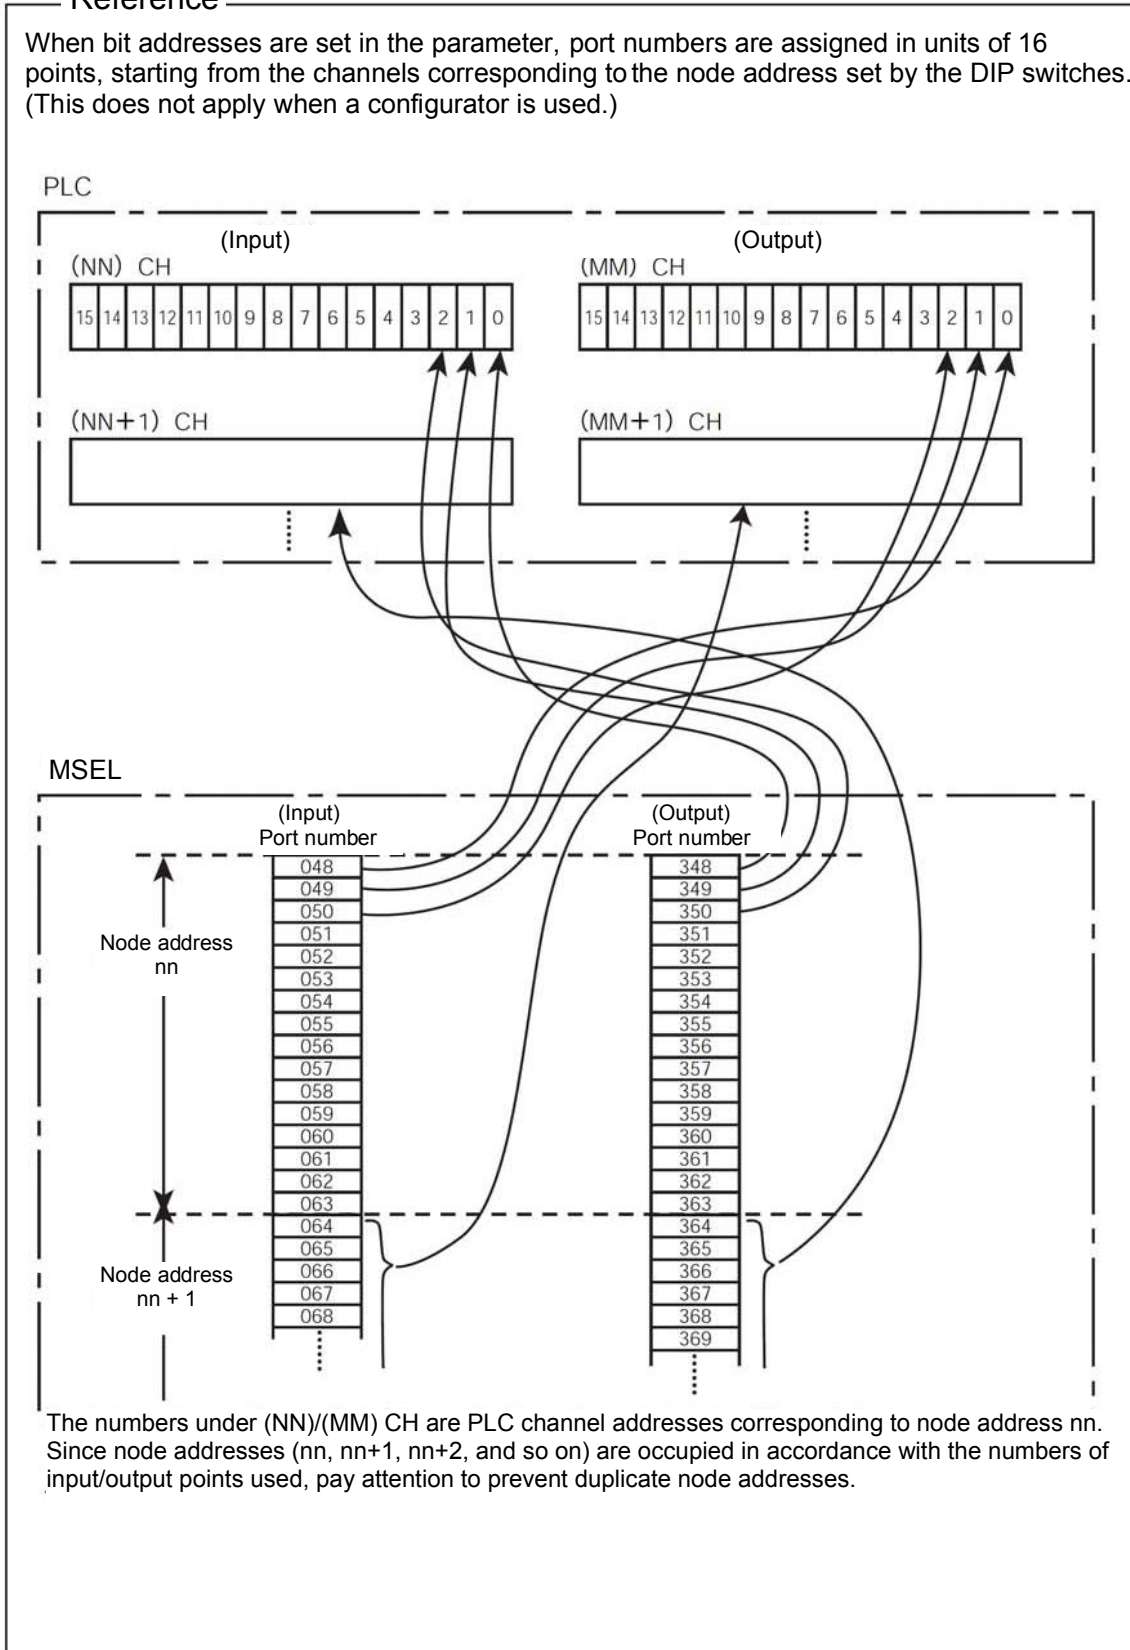 Reference
When bit addresses are set in the parameter, port numbers are assigned in units of 16
points, starting from the channels corresponding to the node address set by the DIP switches.
(This does not apply when a configurator is used.)
PLC
(Input)
(Output)
(NN) CH
(MM) CH
15 14 13 12 11 10 9 8 7 6 5 4 3 2 1 0
15 14 13 12 11 10 9 8 7 6 5 4 3 2 1 0
(NN+1) CH
(MM+1) CH
MSEL
(Input)
Port number
(Output)
Port number
048
049
050
051
052
053
054
055
056
057
058
059
060
061
062
063
064
065
066
067
068
348
349
350
351
352
353
354
355
356
357
358
359
360
361
362
363
364
365
366
367
368
369
Node address
nn
Node address
nn + 1
The numbers under (NN)/(MM) CH are PLC channel addresses corresponding to node address nn.
Since node addresses (nn, nn+1, nn+2, and so on) are occupied in accordance with the numbers of
input/output points used, pay attention to prevent duplicate node addresses.